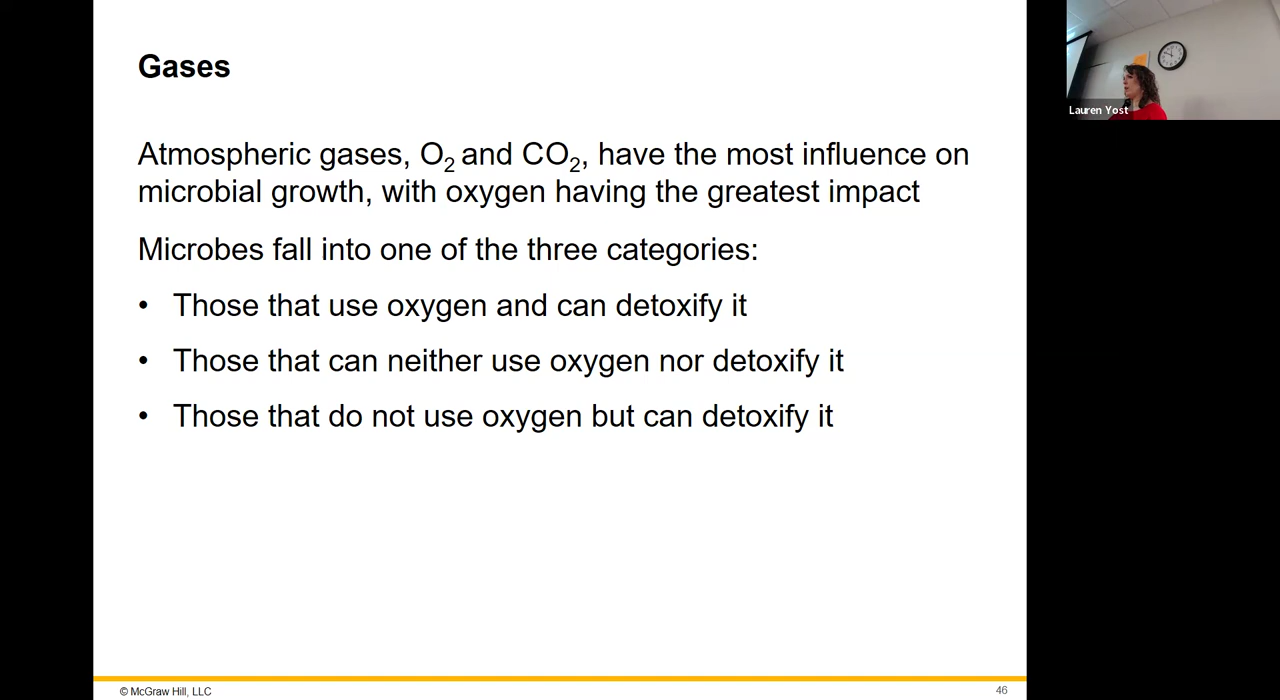 Gases
Atmospheric gases, O₂ and CO₂, have the most influence on
microbial growth, with oxygen having the greatest impact
Microbes fall into one of the three categories:
• Those that use oxygen and can detoxify it
• Those that can neither use oxygen nor detoxify it
• Those that do not use oxygen but can detoxify it
© McGraw Hill, LLC
46
Lauren Yost